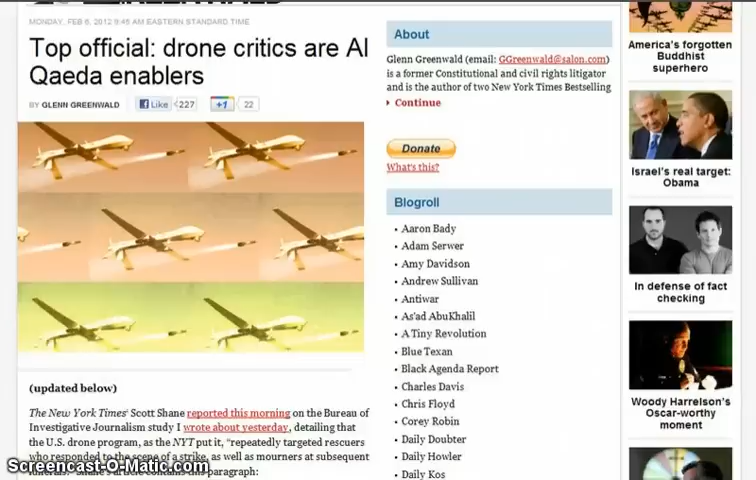 MONDAY, FEB 6, 2012 9:45 AM EASTERN STANDARD TIME
Top official: drone critics are Al
Qaeda enablers
BY GLENN GREENWALD
Like
227
+1
22
(updated below)
The New York Times' Scott Shane reported this morning on the Bureau of
Investigative Journalism study I wrote about yesterday, detailing that
the U.S. drone program, as the NYT put it, "repeatedly targeted rescuers
who responded to the scene of a strike, as well as mourners at subsequent
funerals." Shane's article contains this paragraph:
About
Glenn Greenwald (email: GGreenwald@salon.com)
is a former Constitutional and civil rights litigator
and is the author of two New York Times Bestselling
Continue
Donate
What's this?
Blogroll
Aaron Bady
Adam Serwer
Amy Davidson
Andrew Sullivan
Antiwar
As'ad AbuKhalil
A Tiny Revolution
Blue Texan
Black Agenda Report
Charles Davis
Chris Floyd
Corey Robin
Daily Doubter
Daily Howler
Daily Kos
America's forgotten
Buddhist
superhero
Israel's real target:
Obama
In defense of fact
checking
Woody Harrelson's
Oscar-worthy
moment
Screencast-O-Matic.com